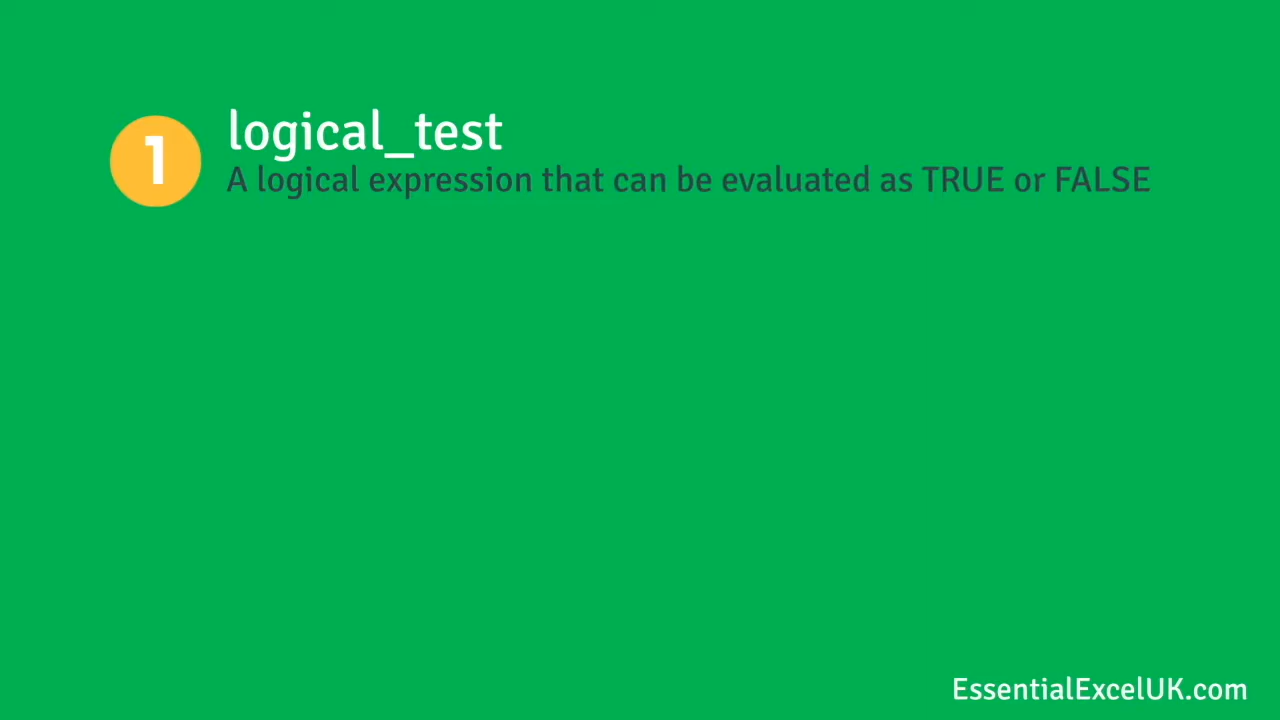 1
logical_test
A logical expression that can be evaluated as TRUE or FALSE
EssentialExcelUK.com